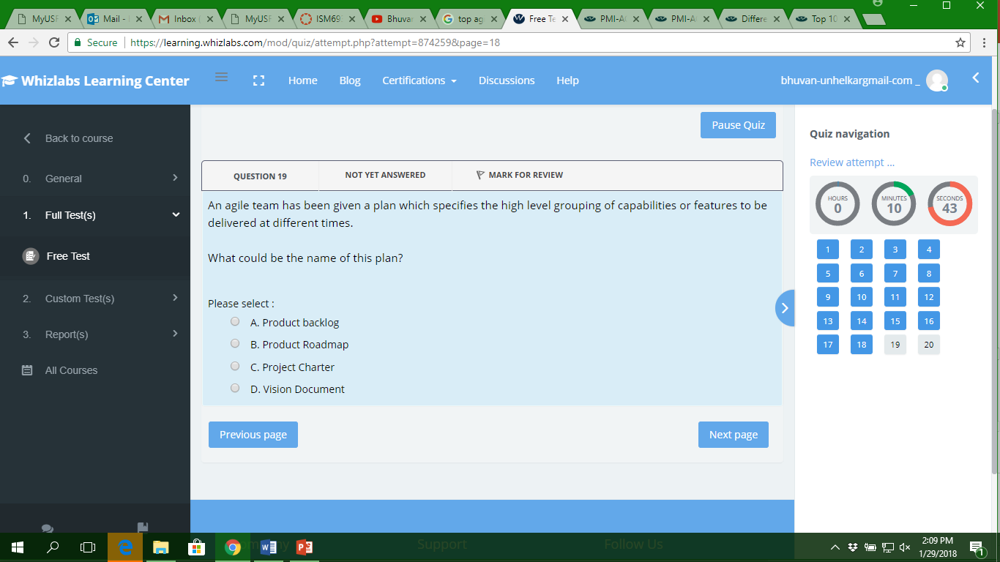 MyUSF
Mail -
Inbox (
MyUSF
ISM69
Bhuvan
top ag
Free Te
PMI-A
PMI-A
Differe
Top 10
Secure
https://learning.whizlabs.com/mod/quiz/attempt.php?attempt=874259&page=18
Whizlabs Learning Center
Home
Blog
Certifications
Discussions
Help
bhuvan-unhelkargmail-com _
Back to course
0. General
1. Full Test(s)
Free Test
2. Custom Test(s)
3. Report(s)
All Courses
Pause Quiz
QUESTION 19
NOT YET ANSWERED
MARK FOR REVIEW
An agile team has been given a plan which specifies the high level grouping of capabilities or features to be
delivered at different times.
What could be the name of this plan?
Please select :
A. Product backlog
B. Product Roadmap
C. Project Charter
D. Vision Document
Previous page
Next page
Quiz navigation
Review attempt ...
HOURS
0
MINUTES
10
SECONDS
43
1 2 3 4
5 6 7 8
9 10 11 12
13 14 15 16
17 18 19 20
Support
Follow Us
2:09 PM
1/29/2018
1